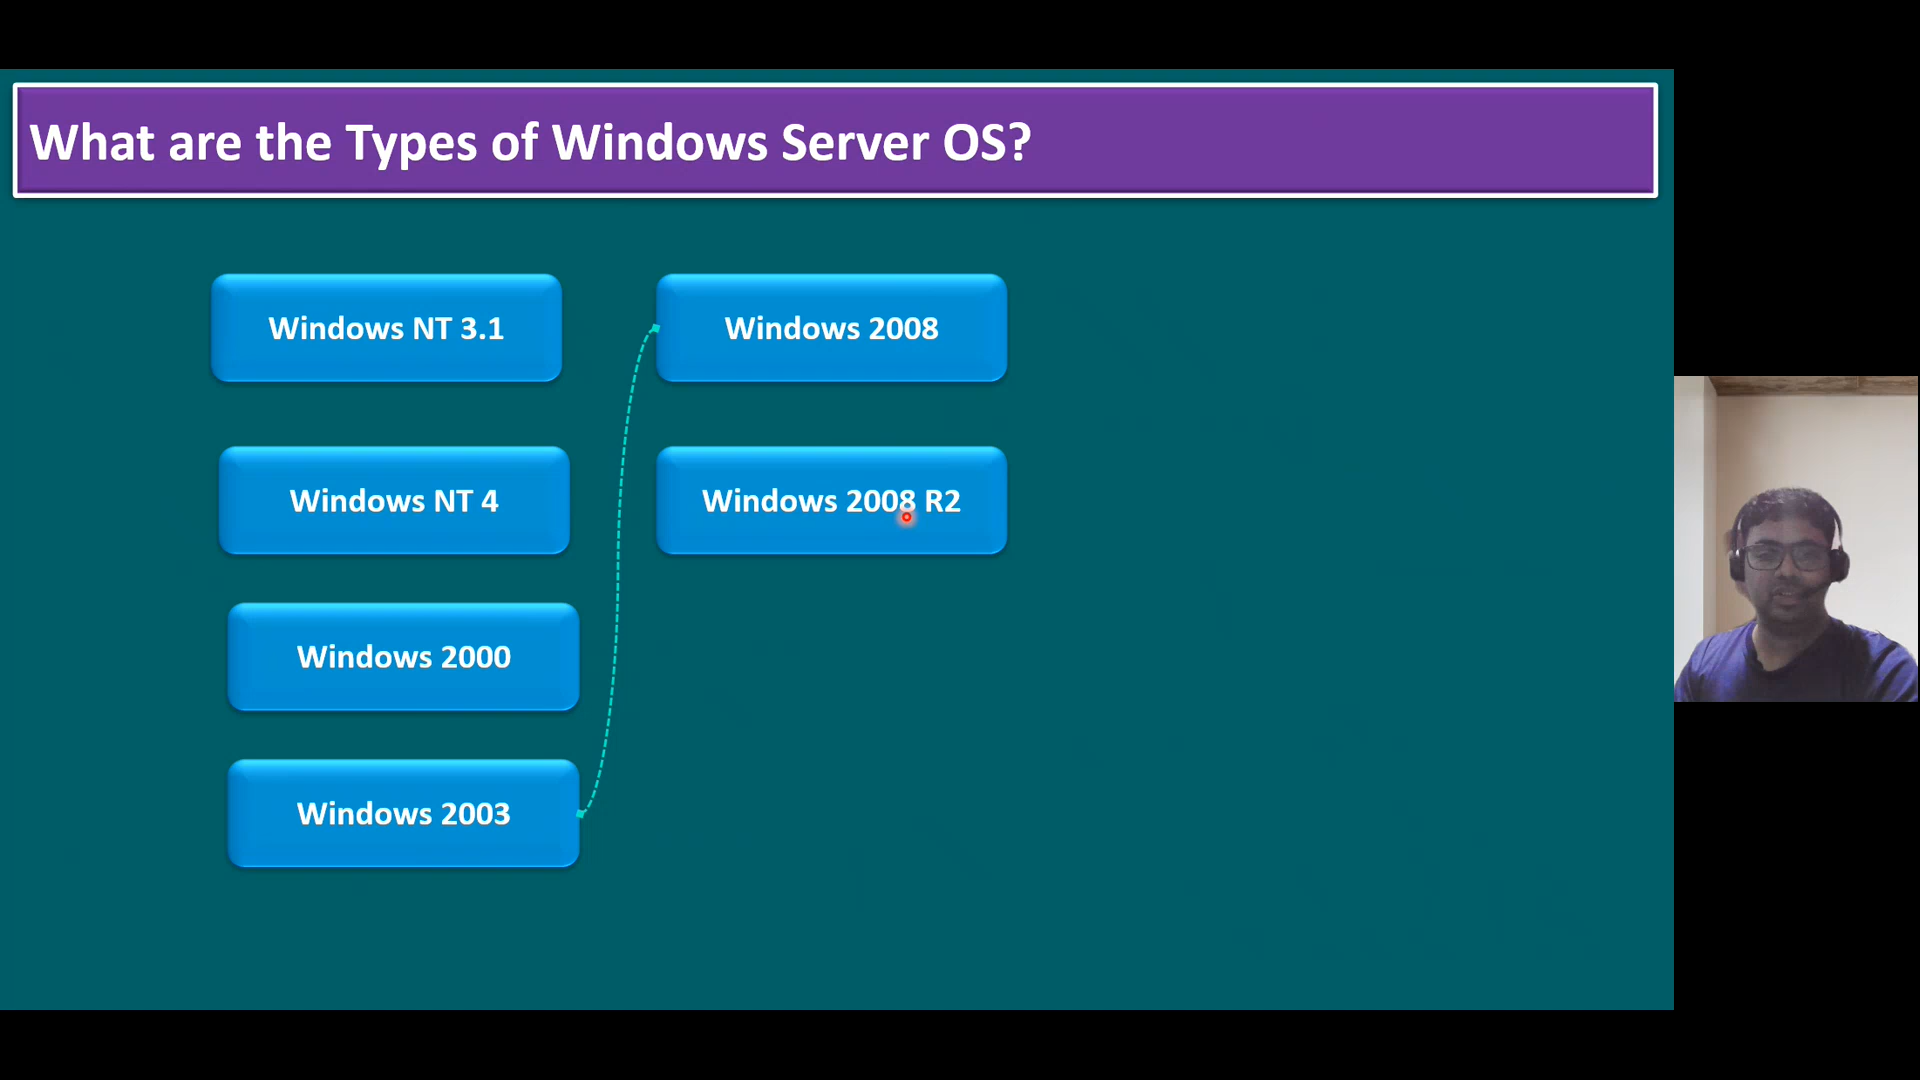 What are the Types of Windows Server OS?
Windows NT 3.1
Windows NT 4
Windows 2000
Windows 2003
Windows 2008
Windows 2008 R2